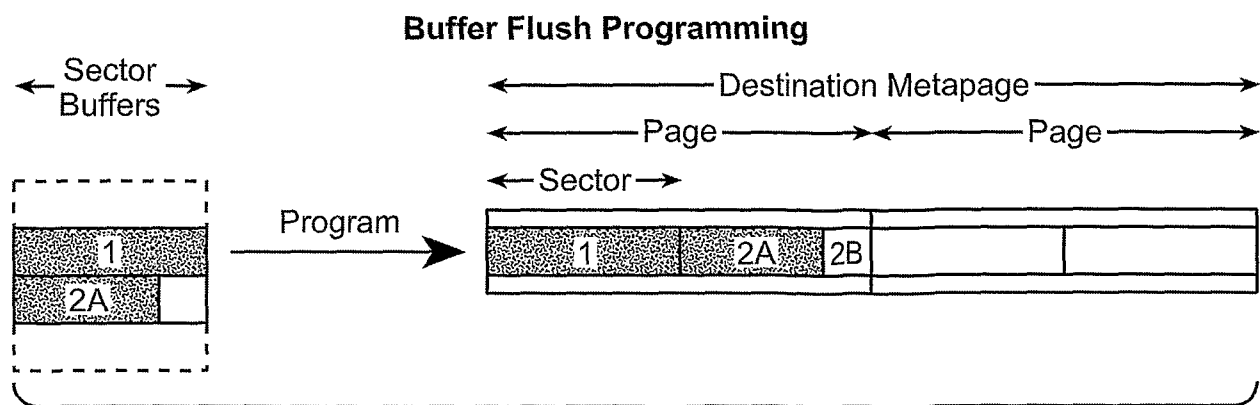 Buffer Flush Programming
Sector
Buffers
Destination Metapage
Page Page
Sector
Program
1
2A
1 2A 2B